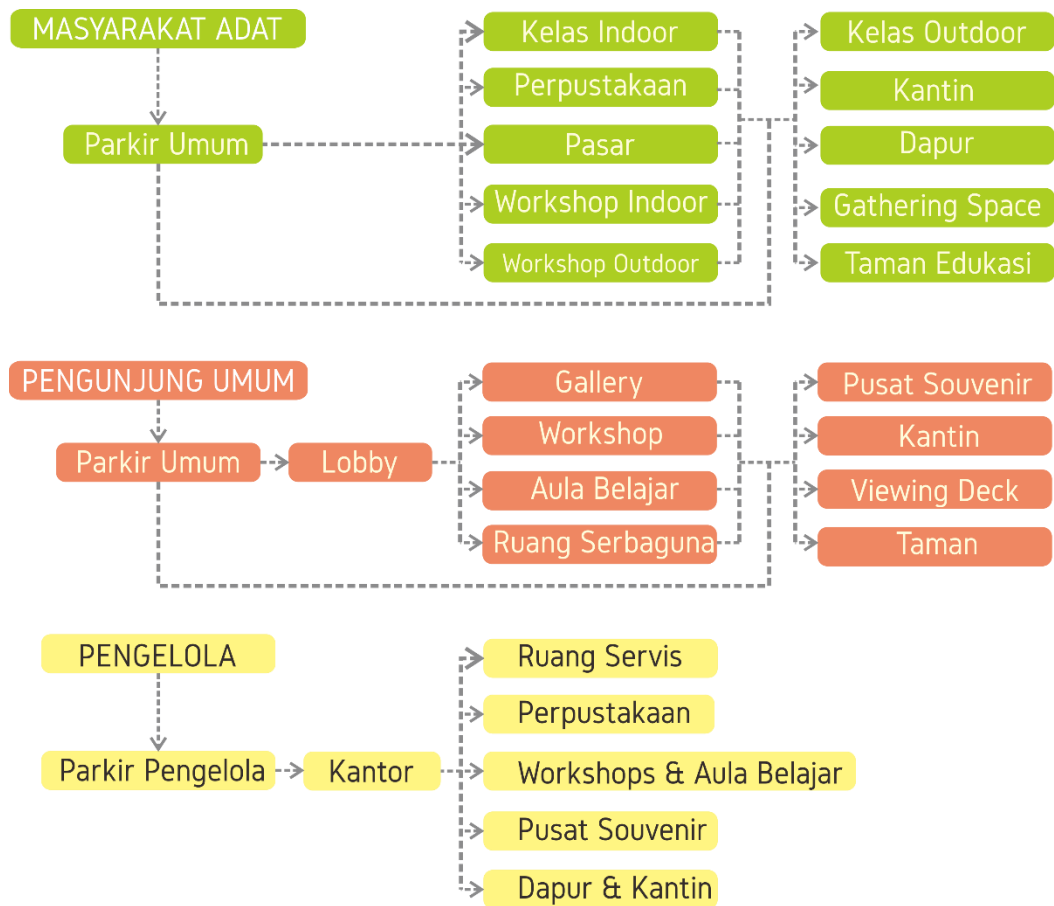 MASYARAKAT ADAT
Parkir Umum
Kelas Indoor
Perpustakaan
Pasar
Workshop Indoor
Workshop Outdoor
Kelas Outdoor
Kantin
Dapur
Gathering Space
Taman Edukasi
PENGUNJUNG UMUM
Parkir Umum
Lobby
Gallery
Workshop
Aula Belajar
Ruang Serbaguna
Pusat Souvenir
Kantin
Viewing Deck
Taman
PENGELOLA
Parkir Pengelola
Kantor
Ruang Servis
Perpustakaan
Workshops & Aula Belajar
Pusat Souvenir
Dapur & Kantin